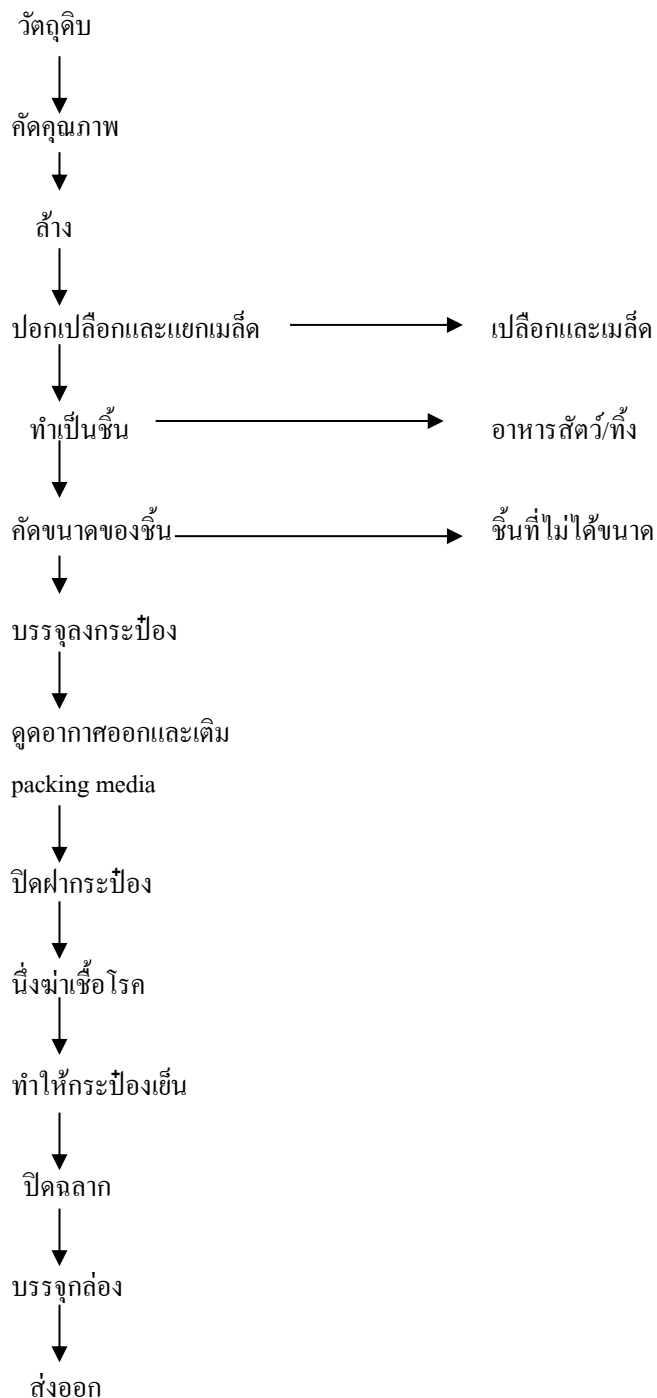 วัตถุดิบ
คัดคุณภาพ
ล้าง
ปอกเปลือกและแยกเมล็ด เปลือกและเมล็ด
ทำเป็นชิ้น อาหารสัตว์/ทิ้ง
คัดขนาดของชิ้น ชิ้นที่ไม่ได้ขนาด
บรรจุลงกระป๋อง
ดูดอากาศออกและเติม
packing media
ปิดฝากระป๋อง
นึ่งฆ่าเชื้อโรค
ทำให้กระป๋องเย็น
ปิดฉลาก
บรรจุกล่อง
ส่งออก